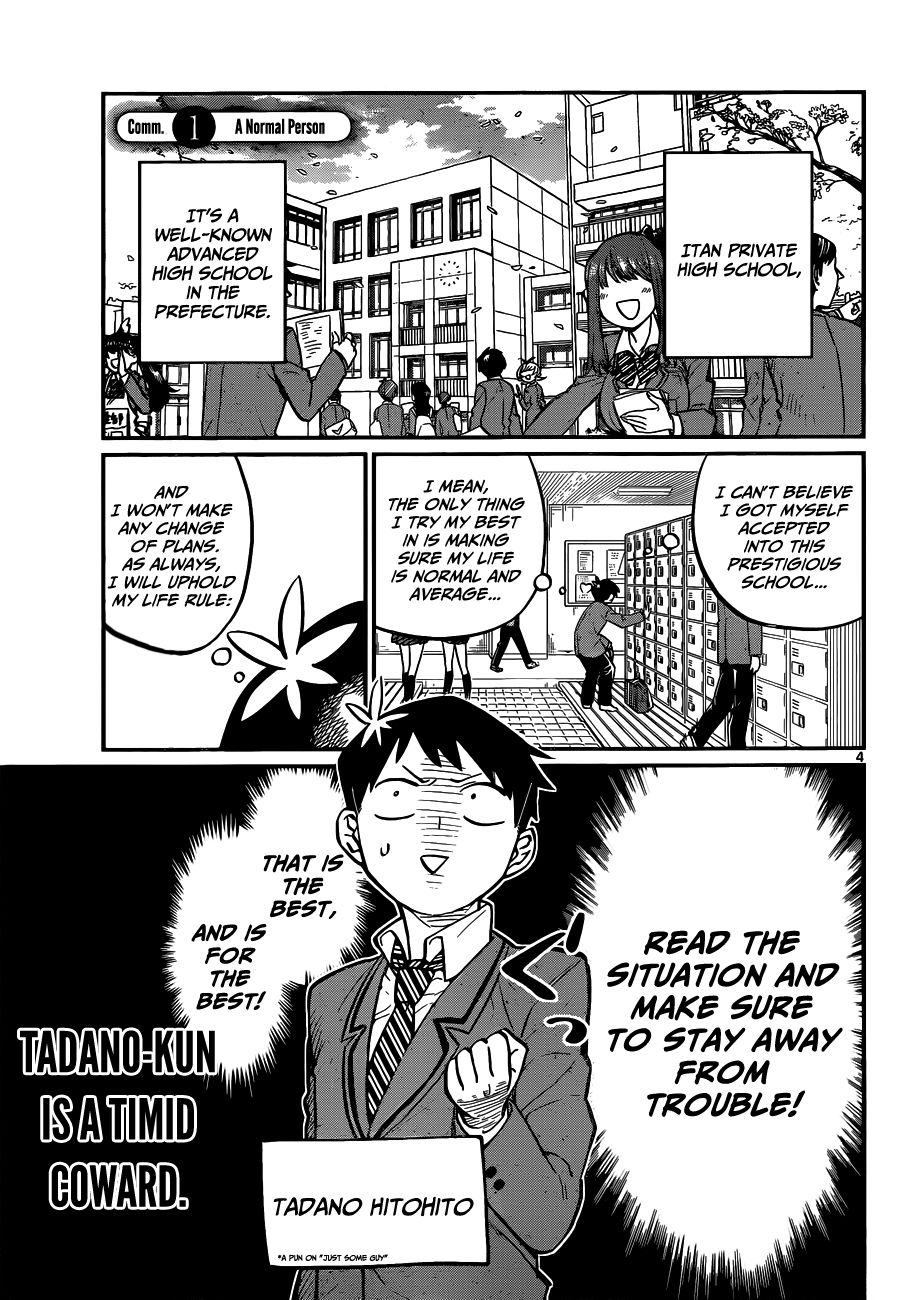 Comm. 1 A Normal Person
ITAN PRIVATE
HIGH SCHOOL,
IT'S A
WELL-KNOWN
ADVANCED
HIGH SCHOOL
IN THE
PREFECTURE.
I CAN'T BELIEVE
I GOT MYSELF
ACCEPTED
INTO THIS
PRESTIGIOUS
SCHOOL...
I MEAN,
THE ONLY THING
I TRY MY BEST
IN IS MAKING
SURE MY LIFE
IS NORMAL AND
AVERAGE...
AND
I WON'T MAKE
ANY CHANGE
OF PLANS.
AS ALWAYS,
I WILL UPHOLD
MY LIFE RULE:
4
READ THE
SITUATION AND
MAKE SURE
TO STAY AWAY
FROM
TROUBLE!
ぐっ
THAT IS
THE
BEST,
AND IS
FOR
THE
BEST!
TADANO-KUN
IS A TIMID
COWARD.
TADANO HITOHITO
*A PUN ON "JUST SOME GUY"